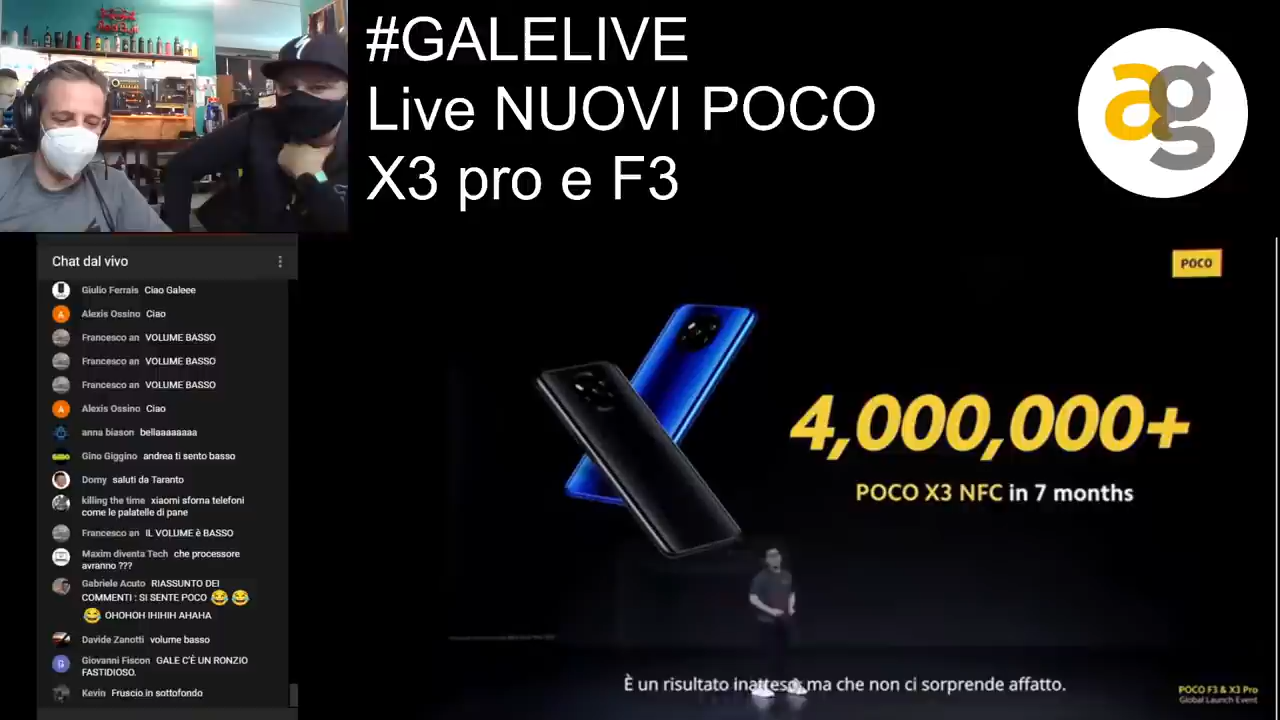 #GALELIVE
Live NUOVI POCO
X3 pro e F3
ag
Chat dal vivo
Giulio Ferrais Ciao Galeee
Alexis Ossino Ciao
Francesco an VOLUME BASSO
Francesco an VOLUME BASSO
Francesco an VOLUME BASSO
Alexis Ossino Ciao
anna biason bellaaaaaaaa
Gino Giggino andrea ti sento basso
Domy saluti da Taranto
killing the time xiaomi sforna telefoni
come le palatelle di pane
Francesco an IL VOLUME è BASSO
Maxim diventa Tech che processore
avranno ???
Gabriele Acuto RIASSUNTO DEI
COMMENTI : SI SENTE POCO 😂 😂
😂 OHOHOH IHIHIH AHAHA
Davide Zanotti volume basso
Giovanni Fiscon GALE C'È UN RONZIO
FASTIDIOSO.
Kevin Fruscio in sottofondo
POCO
4,000,000+
POCO X3 NFC in 7 months
È un risultato inatteso, ma che non ci sorprende affatto.
POCO F3 & X3 Pro
Global Launch Event